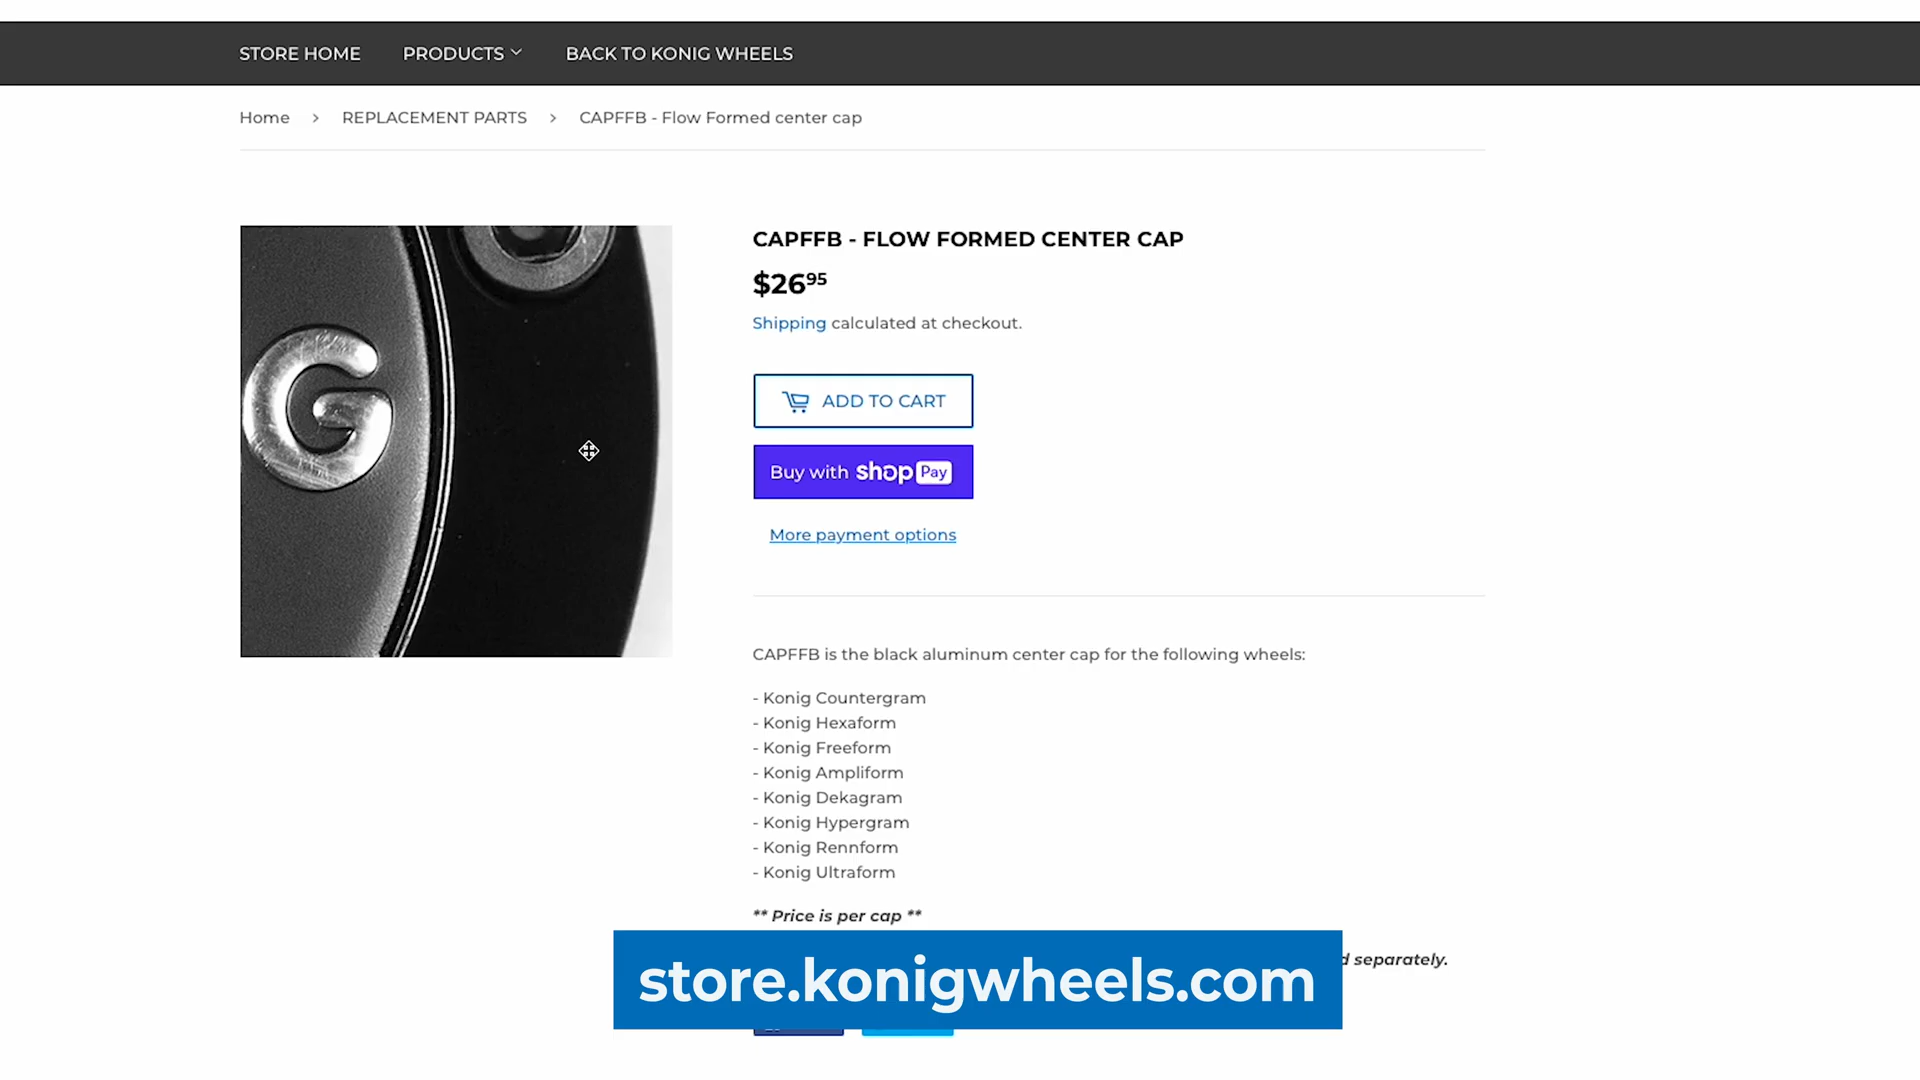 STORE HOME PRODUCTS BACK TO KONIG WHEELS
Home > REPLACEMENT PARTS > CAPFFB - Flow Formed center cap
CAPFFB - FLOW FORMED CENTER CAP
$26.95
Shipping calculated at checkout.
G
ADD TO CART
Buy with shop Pay
More payment options
CAPFFB is the black aluminum center cap for the following wheels:
- Konig Countergram
- Konig Hexaform
- Konig Freeform
- Konig Ampliform
- Konig Dekagram
- Konig Hypergram
- Konig Rennform
- Konig Ultraform
** Price is per cap **
separately.
store.konigwheels.com